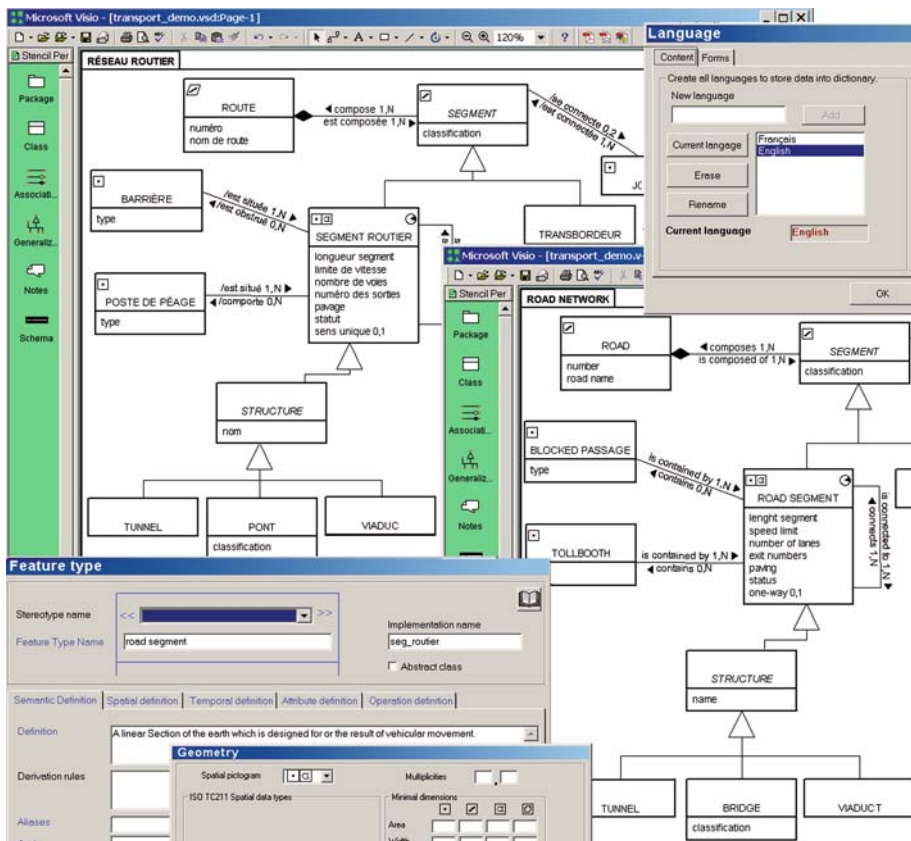 Microsoft Visio - [transport_demo.vsd:Page-1]
120%
Stencil Per
Package
Class
Associati...
Generaliz...
Notes
Schema
RÉSEAU ROUTIER
ROUTE
numéro
nom de route
compose 1,N
est composée 1,N
SEGMENT
classification
/se connecte 0,2
/est connectée 1,N
BARRIÈRE
type
/est située 1,N
/est obstrué 0,N
SEGMENT ROUTIER
longueur segment
limite de vitesse
nombre de voies
numéro des sorties
pavage
statut
sens unique 0,1
TRANSBORDEUR
POSTE DE PÉAGE
type
/est situé 1,N
/comporte 0,N
STRUCTURE
nom
TUNNEL
PONT
classification
VIADUC
Language
Content
Forms
Create all languages to store data into dictionary.
New language
Add
Current langage
Français
English
Erase
Rename
Current language
English
OK
Microsoft Visio - [transport_demo.v
Stencil Per
Package
Class
Associati...
Generaliz...
Notes
ROAD NETWORK
ROAD
number
road name
composes 1,N
is composed of 1,N
SEGMENT
classification
BLOCKED PASSAGE
type
is contained by 1,N
contains 0,N
ROAD SEGMENT
lenght segment
speed limit
number of lanes
exit numbers
paving
status
one-way 0,1
is connected to 1,N
connects 1,N
TOLLBOOTH
is contained by 1,N
contains 0,N
STRUCTURE
name
TUNNEL
BRIDGE
classification
VIADUCT
Feature type
Stereotype name
<< >>
Feature Type Name
road segment
Implementation name
seg_routier
Abstract class
Semantic Definition
Spatial definition
Temporal definition
Attribute definition
Operation definition
Definition
A linear Section of the earth which is designed for or the result of vehicular movement.
Derivation rules
Aliases
Geometry
Spatial pictogram
Multiplicities
ISO TC211 Spatial data types
Minimal dimensions
Area